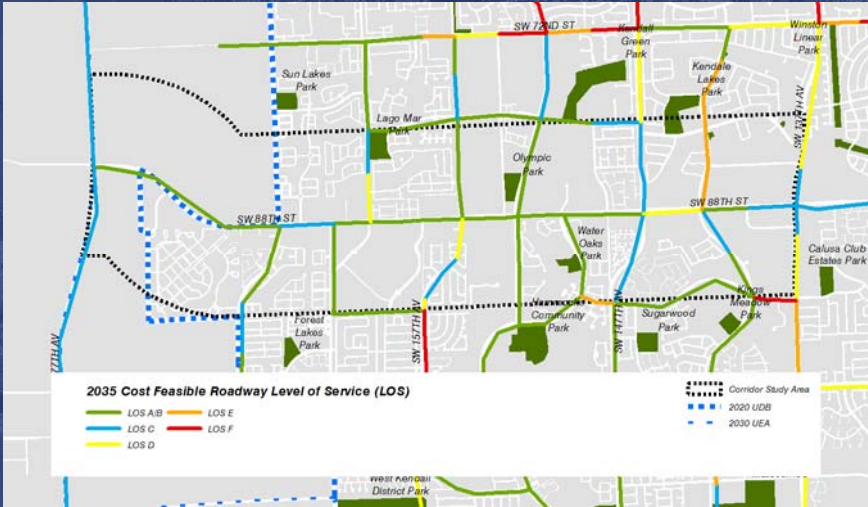 SW 72ND ST
Kendall
Green
Park
Winston
Linear
Park
Kendale
Lakes
Park
Sun Lakes
Park
Lago Mar
Park
SW 137TH AV
Olympic
Park
SW 88TH ST
SW 88TH ST
Water
Oaks
Park
Calusa Club
Estates Park
Kings
Meadow
Park
Hammocks
Community
Park
Forest
Lakes
Park
SW 157TH AV
SW 147TH AV
Sugarwood
Park
77TH AV
2035 Cost Feasible Roadway Level of Service (LOS)
LOS A/B
LOS E
LOS C
LOS F
LOS D
Corridor Study Area
2020 UDB
2030 UEA
West Kendall
District Park